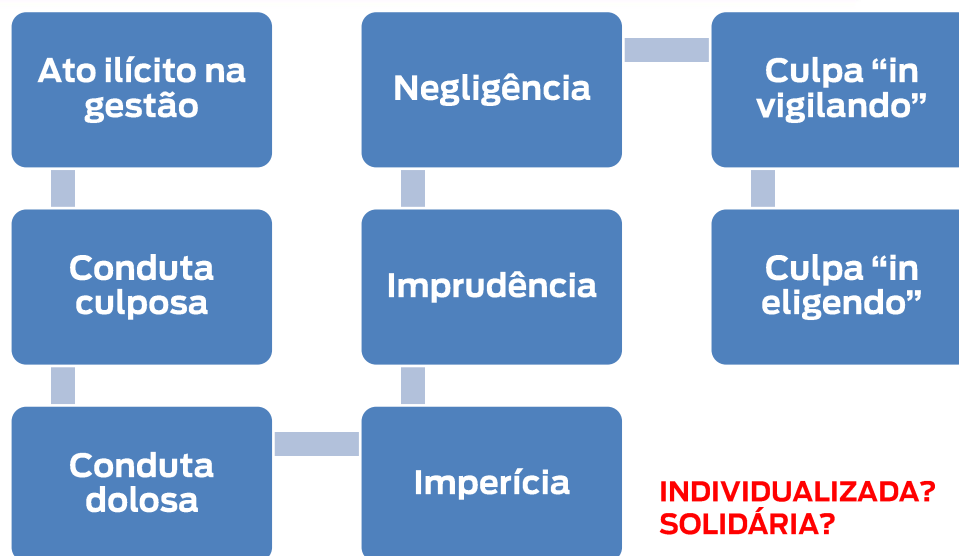 Ato ilícito na
gestão
Conduta
culposa
Conduta
dolosa
Imperícia
Imprudência
Negligência
Culpa “in
vigilando”
Culpa “in
eligendo”
INDIVIDUALIZADA?
SOLIDÁRIA?